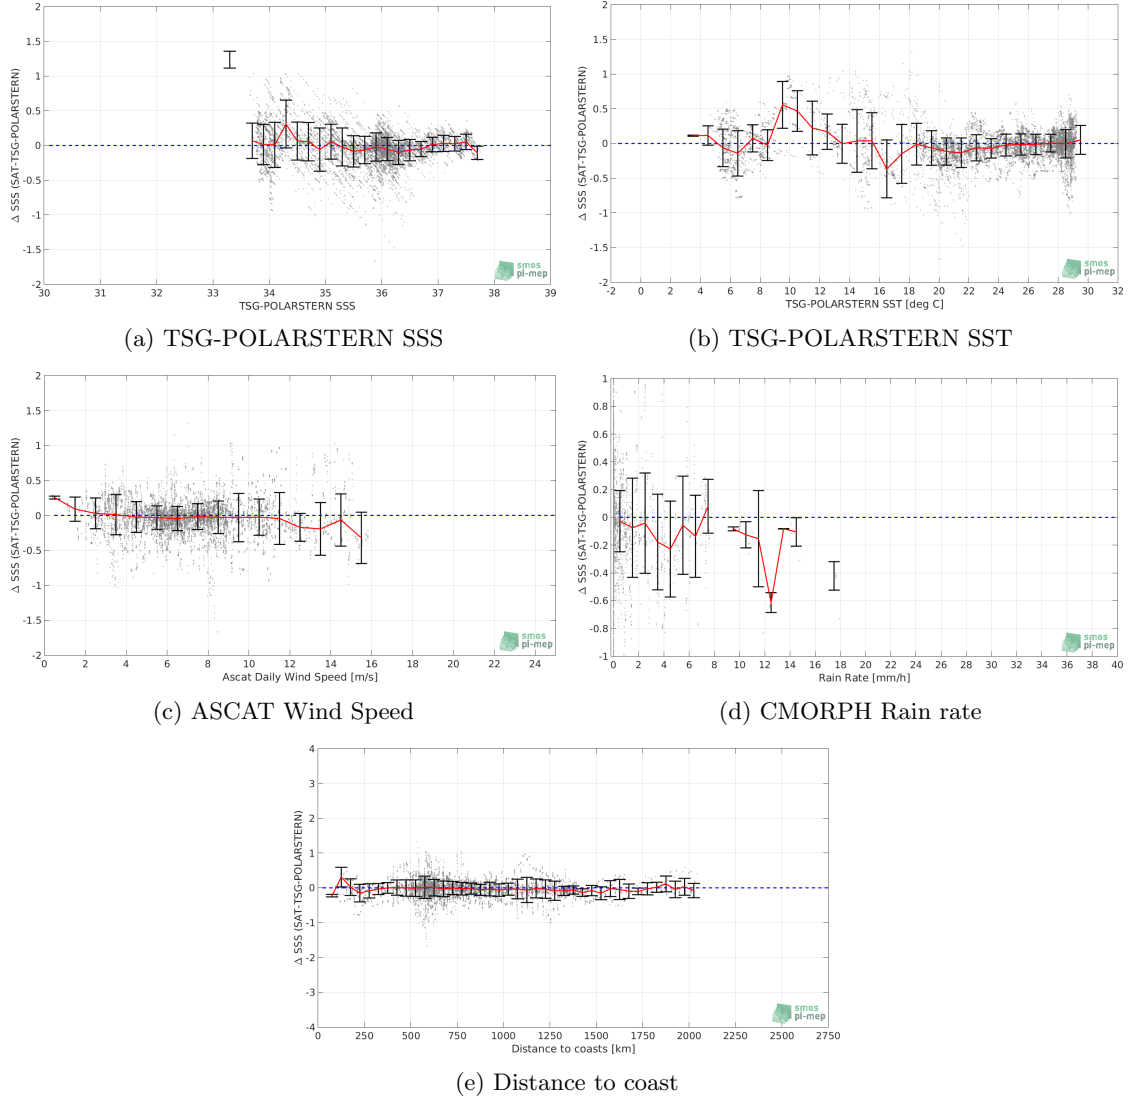 2
1.5
1
0.5
0
-0.5
-1
-1.5
-2
Δ SSS (SAT-TSG-POLARSTERN)
30 31 32 33 34 35 36 37 38 39
TSG-POLARSTERN SSS
smos
pi-mep
(a) TSG-POLARSTERN SSS
2
1.5
1
0.5
0
-0.5
-1
-1.5
-2
Δ SSS (SAT-TSG-POLARSTERN)
-2 0 2 4 6 8 10 12 14 16 18 20 22 24 26 28 30 32
TSG-POLARSTERN SST [deg C]
smos
pi-mep
(b) TSG-POLARSTERN SST
2
1.5
1
0.5
0
-0.5
-1
-1.5
-2
Δ SSS (SAT-TSG-POLARSTERN)
0 2 4 6 8 10 12 14 16 18 20 22 24
Ascat Daily Wind Speed [m/s]
smos
pi-mep
(c) ASCAT Wind Speed
1
0.8
0.6
0.4
0.2
0
-0.2
-0.4
-0.6
-0.8
-1
Δ SSS (SAT-TSG-POLARSTERN)
0 2 4 6 8 10 12 14 16 18 20 22 24 26 28 30 32 34 36 38 40
Rain Rate [mm/h]
smos
pi-mep
(d) CMORPH Rain rate
4
3
2
1
0
-1
-2
-3
-4
Δ SSS (SAT-TSG-POLARSTERN)
0 250 500 750 1000 1250 1500 1750 2000 2250 2500 2750
Distance to coasts [km]
smos
pi-mep
(e) Distance to coast